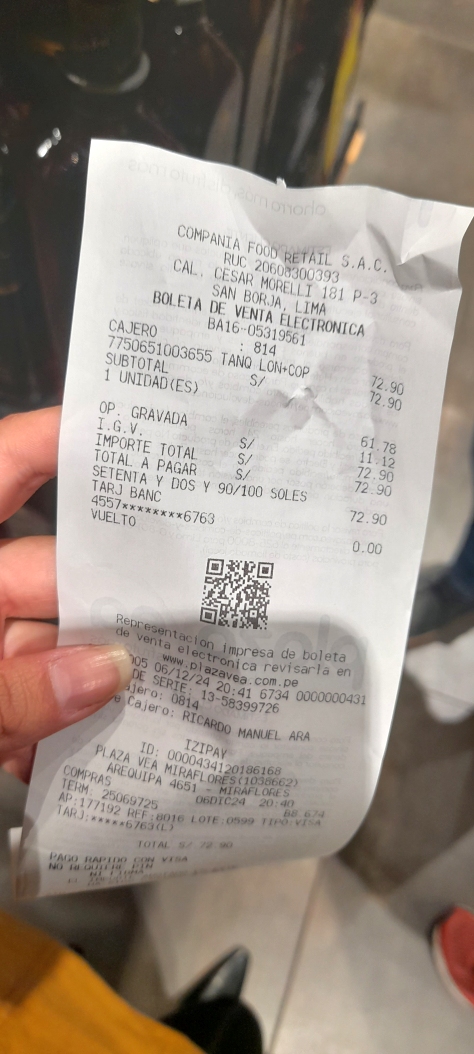 COMPANIA FOOD RETAIL S.A.C.
RUC 20608300393
CAL. CESAR MORELLI 181 P-3
SAN BORJA, LIMA
BOLETA DE VENTA ELECTRONICA
BA16-05319561
CAJERO : 814
7750651003655 TANQ LON+COP 72.90
SUBTOTAL S/ 72.90
1 UNIDAD(ES)
OP. GRAVADA S/ 61.78
I.G.V. S/ 11.12
IMPORTE TOTAL S/ 72.90
TOTAL A PAGAR S/ 72.90
SETENTA Y DOS Y 90/100 SOLES
TARJ BANC 72.90
4557********6763
VUELTO 0.00
Representacion impresa de boleta
de venta electronica revisarla en
www.plazavea.com.pe
005 06/12/24 20:41 6734 0000000431
DE SERIE: 13-58399726
ajero: 0814
e Cajero: RICARDO MANUEL ARA
IZIPAY
ID: 0000434120186168
PLAZA VEA MIRAFLORES(1038662)
AREQUIPA 4651 - MIRAFLORES
COMPRAS 06DIC24 20:40
TERM: 25069725 B8.674
AP:177192 REF:8016 LOTE:0599 TIPO:VISA
TARJ:*****6763(L)
TOTAL S/ 72.90
PAGO RAPIDO CON VISA
NO REQUIERE PIN
NI FIRMA